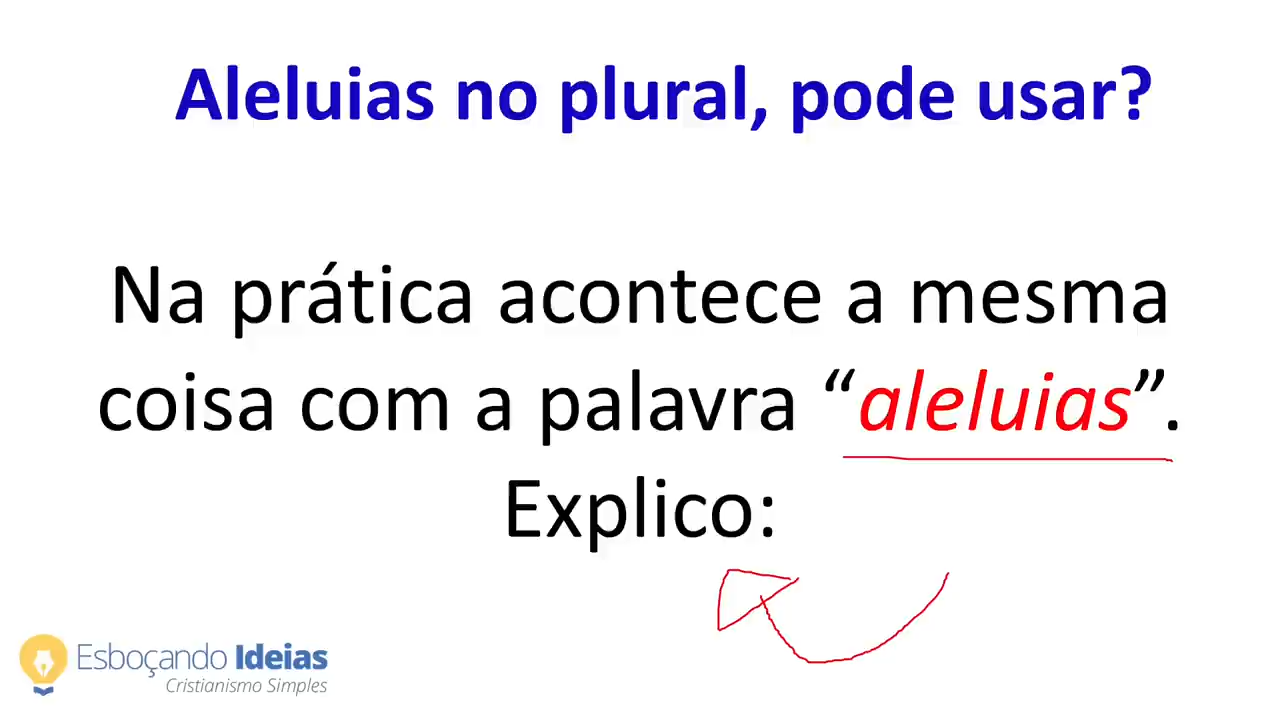 Aleluias no plural, pode usar?
Na prática acontece a mesma
coisa com a palavra “aleluias”.
Explico:
Esboçando Ideias
Cristianismo Simples